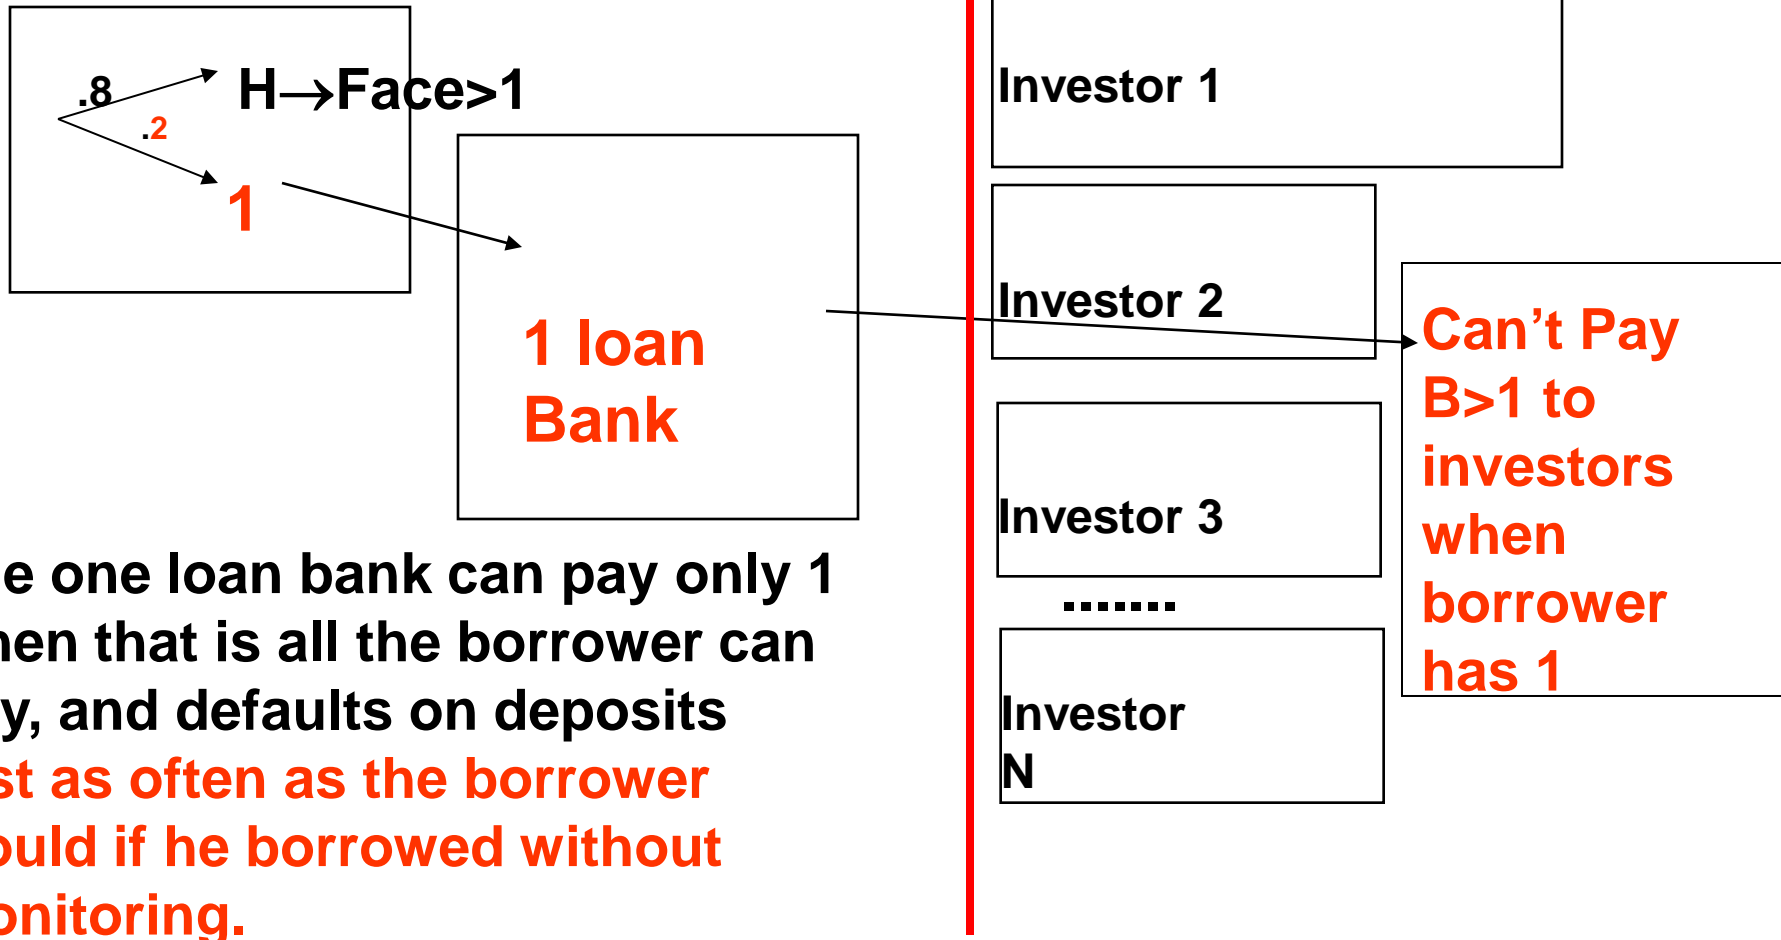 .8
H→Face>1
.2
1
1 loan
Bank
e one loan bank can pay only 1
en that is all the borrower can
y, and defaults on deposits
st as often as the borrower
ould if he borrowed without
onitoring.
Investor 1
Investor 2
Investor 3
.......
Investor
N
Can’t Pay
B>1 to
investors
when
borrower
has 1